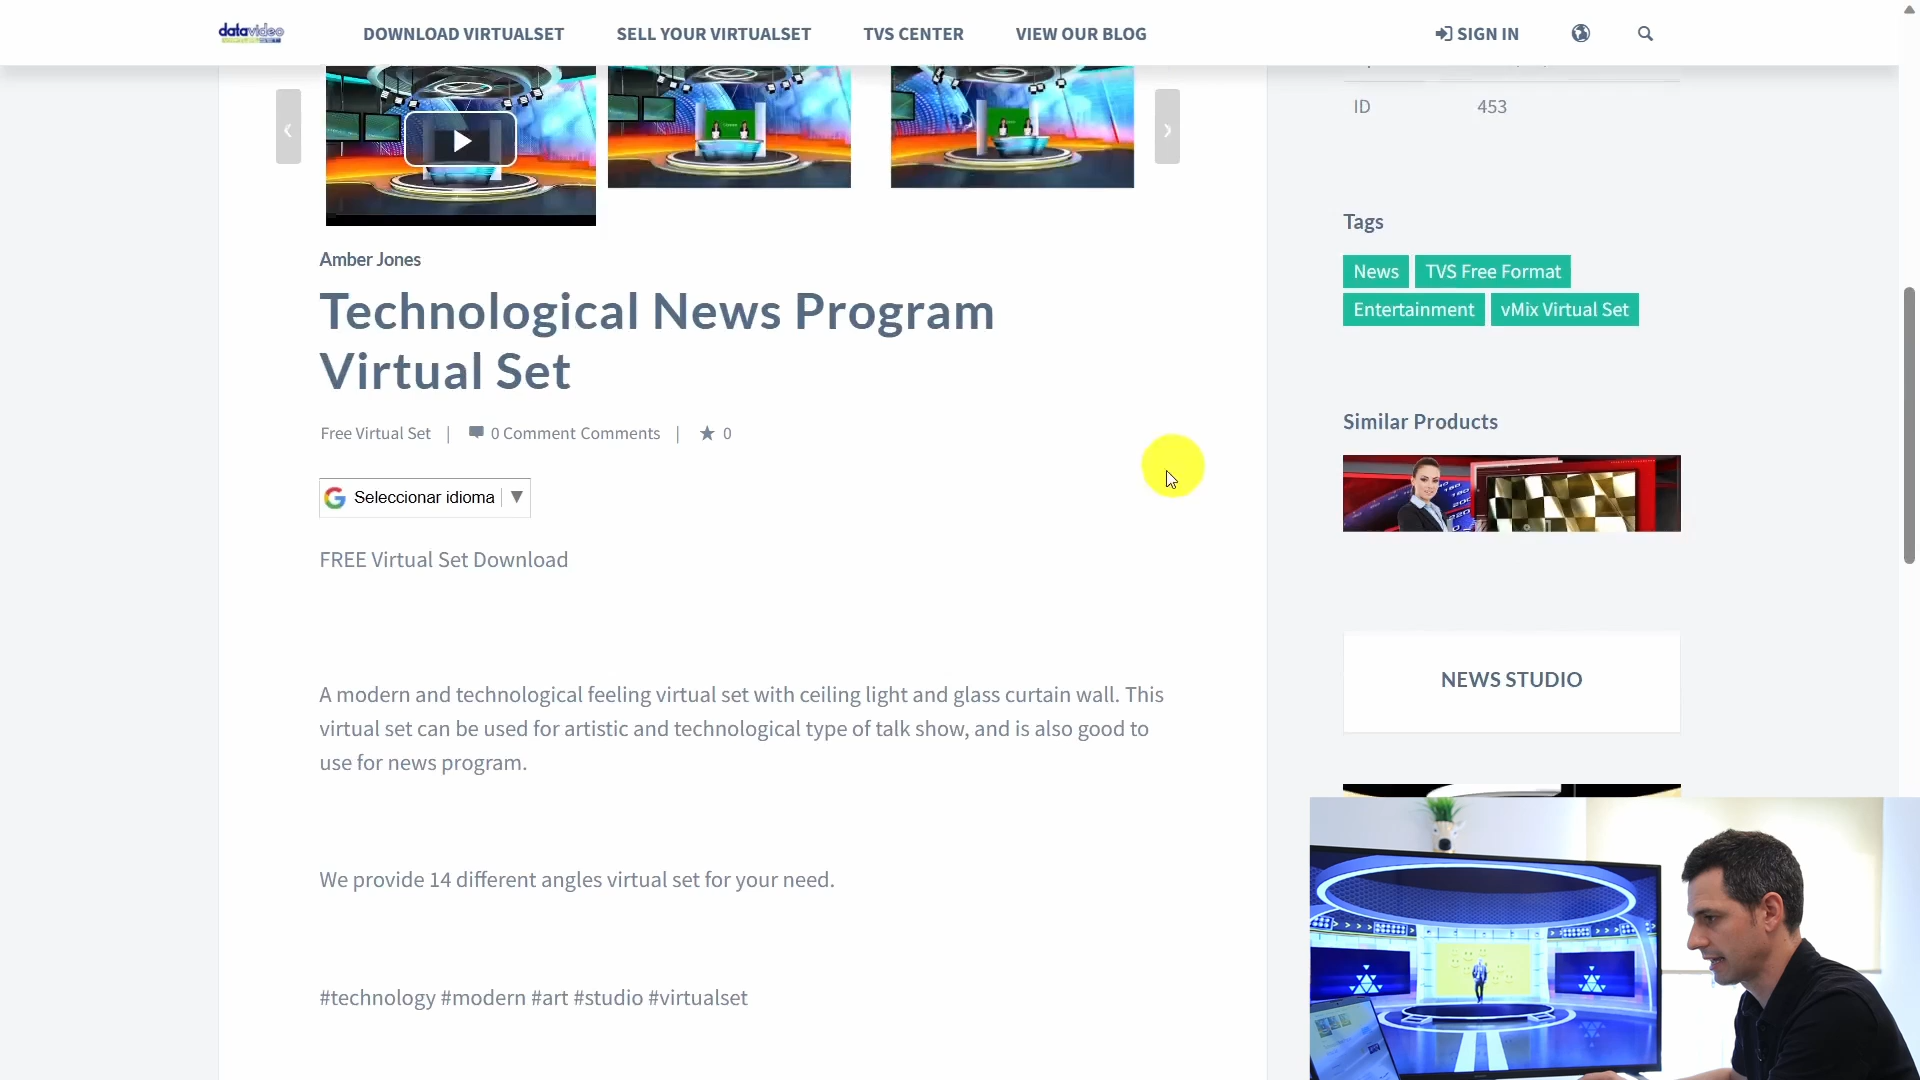 datavideo
DOWNLOAD VIRTUALSET
SELL YOUR VIRTUALSET
TVS CENTER
VIEW OUR BLOG
SIGN IN
ID 453
Amber Jones
Technological News Program
Virtual Set
Free Virtual Set | 0 Comment Comments | 0
Seleccionar idioma ▼
FREE Virtual Set Download
A modern and technological feeling virtual set with ceiling light and glass curtain wall. This
virtual set can be used for artistic and technological type of talk show, and is also good to
use for news program.
We provide 14 different angles virtual set for your need.
#technology #modern #art #studio #virtualset
Tags
News
TVS Free Format
Entertainment
vMix Virtual Set
Similar Products
NEWS STUDIO